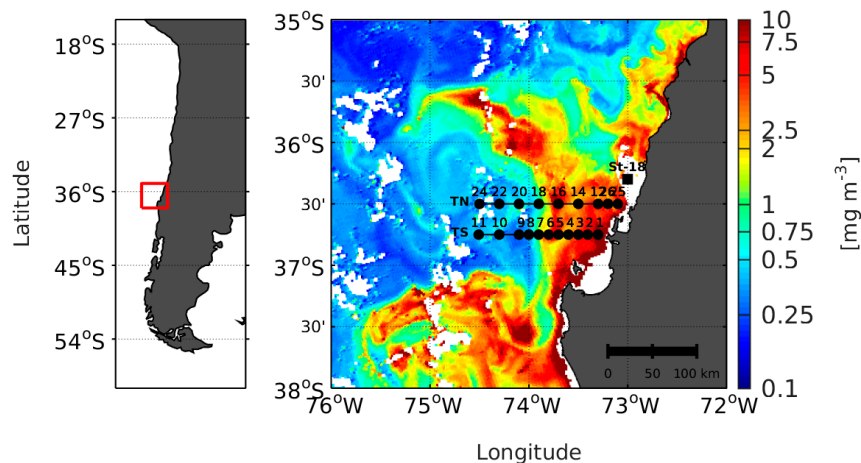 Latitude
18°S
27°S
36°S
45°S
54°S
35°S
30'
36°S
30'
37°S
30'
38°S
76°W 75°W 74°W 73°W 72°W
Longitude
St-18
TN 24 22 20 18 16 14 12 26 25
TS 11 10 9 8 7 6 5 4 3 2 1
0 50 100 km
10
7.5
5
2.5
1
0.75
0.25
0.1
[mg m⁻³]